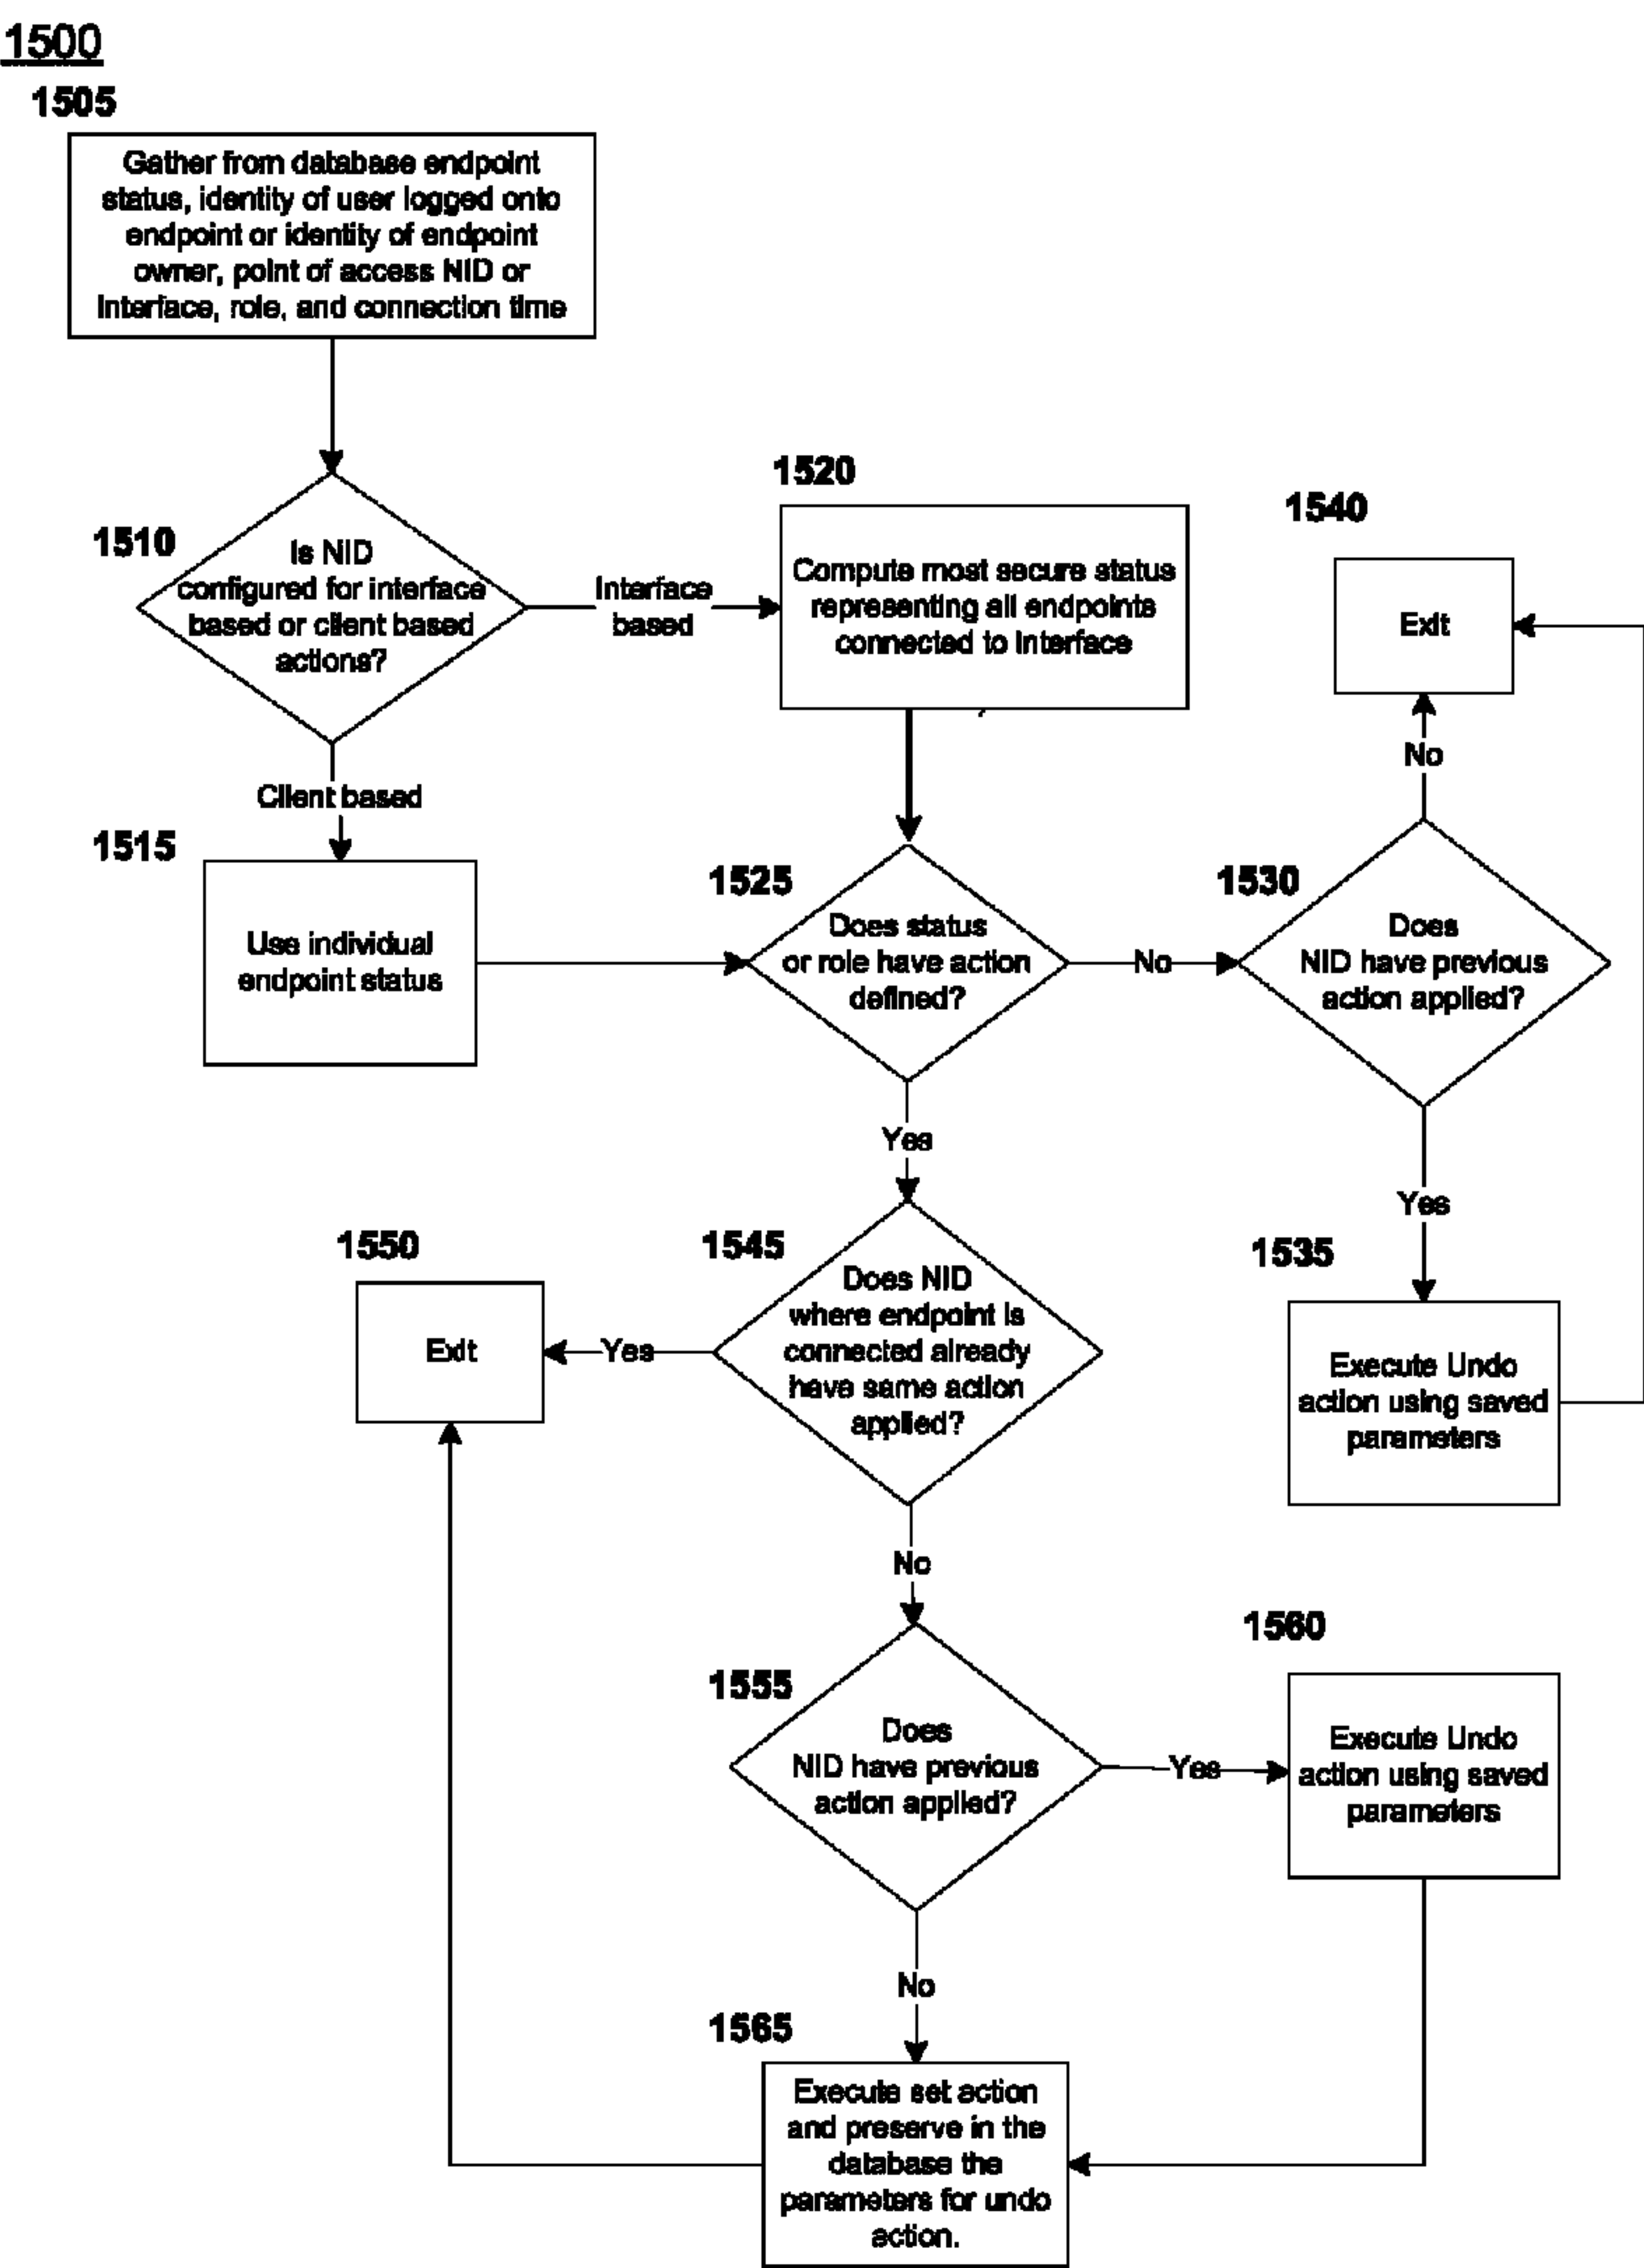 1500
1505
Gather from database endpoint
status, identity of user logged onto
endpoint or identity of endpoint
owner, point of access NID or
Interface, role, and connection time
1510
Is NID
configured for interface
based or client based
actions?
Interface
based
1520
Compute most secure status
representing all endpoints
connected to Interface
1540
Exit
No
Client based
1515
Use individual
endpoint status
1525
Does status
or role have action
defined?
No
1530
Does
NID have previous
action applied?
Yes
Yes
1535
Execute Undo
action using saved
parameters
1550
Exit
Yes
1545
Does NID
where endpoint is
connected already
have same action
applied?
No
1555
Does
NID have previous
action applied?
Yes
1560
Execute Undo
action using saved
parameters
No
1565
Execute set action
and preserve in the
database the
parameters for undo
action.